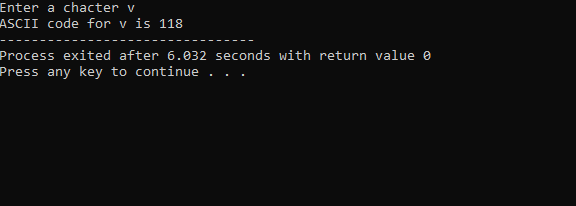 Enter a chacter v
ASCII code for v is 118
--------------------------------
Process exited after 6.032 seconds with return value 0
Press any key to continue . . .